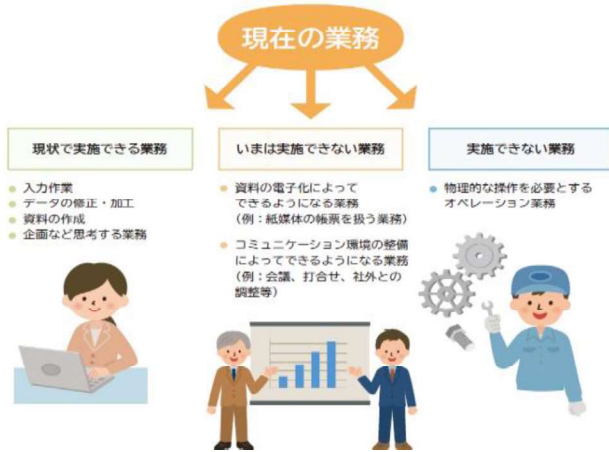 現在の業務
現状で実施できる業務
入力作業
データの修正・加工
資料の作成
企画など思考する業務
いまは実施できない業務
資料の電子化によって
できるようになる業務
（例：紙媒体の帳票を扱う業務）
コミュニケーション環境の整備
によってできるようになる業務
（例：会議、打合せ、社外との
調整等）
実施できない業務
物理的な操作を必要とする
オペレーション業務